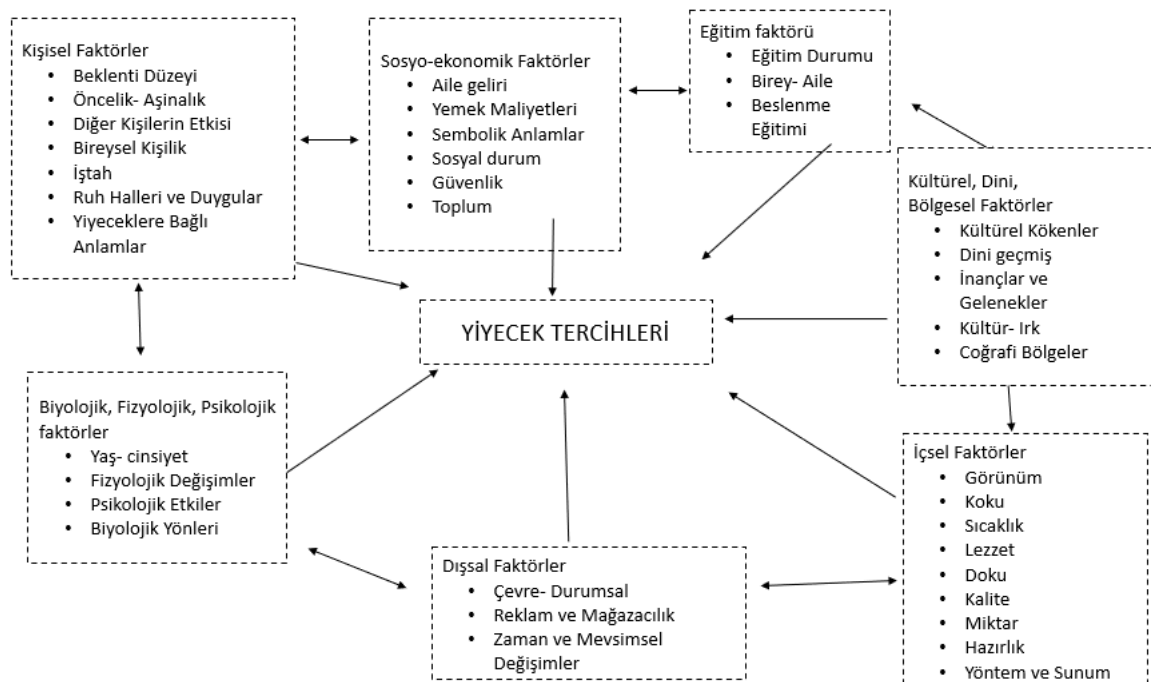 Kişisel Faktörler
• Beklenti Düzeyi
• Öncelik- Aşinalık
• Diğer Kişilerin Etkisi
• Bireysel Kişilik
• İştah
• Ruh Halleri ve Duygular
• Yiyeceklere Bağlı
Anlamlar
Sosyo-ekonomik Faktörler
• Aile geliri
• Yemek Maliyetleri
• Sembolik Anlamlar
• Sosyal durum
• Güvenlik
• Toplum
Eğitim faktörü
• Eğitim Durumu
• Birey- Aile
• Beslenme
Eğitimi
Kültürel, Dini,
Bölgesel Faktörler
• Kültürel Kökenler
• Dini geçmiş
• İnançlar ve
Gelenekler
• Kültür- Irk
• Coğrafi Bölgeler
YİYECEK TERCİHLERİ
Biyolojik, Fizyolojik, Psikolojik
faktörler
• Yaş- cinsiyet
• Fizyolojik Değişimler
• Psikolojik Etkiler
• Biyolojik Yönleri
Dışsal Faktörler
• Çevre- Durumsal
• Reklam ve Mağazacılık
• Zaman ve Mevsimsel
Değişimler
İçsel Faktörler
• Görünüm
• Koku
• Sıcaklık
• Lezzet
• Doku
• Kalite
• Miktar
• Hazırlık
• Yöntem ve Sunum